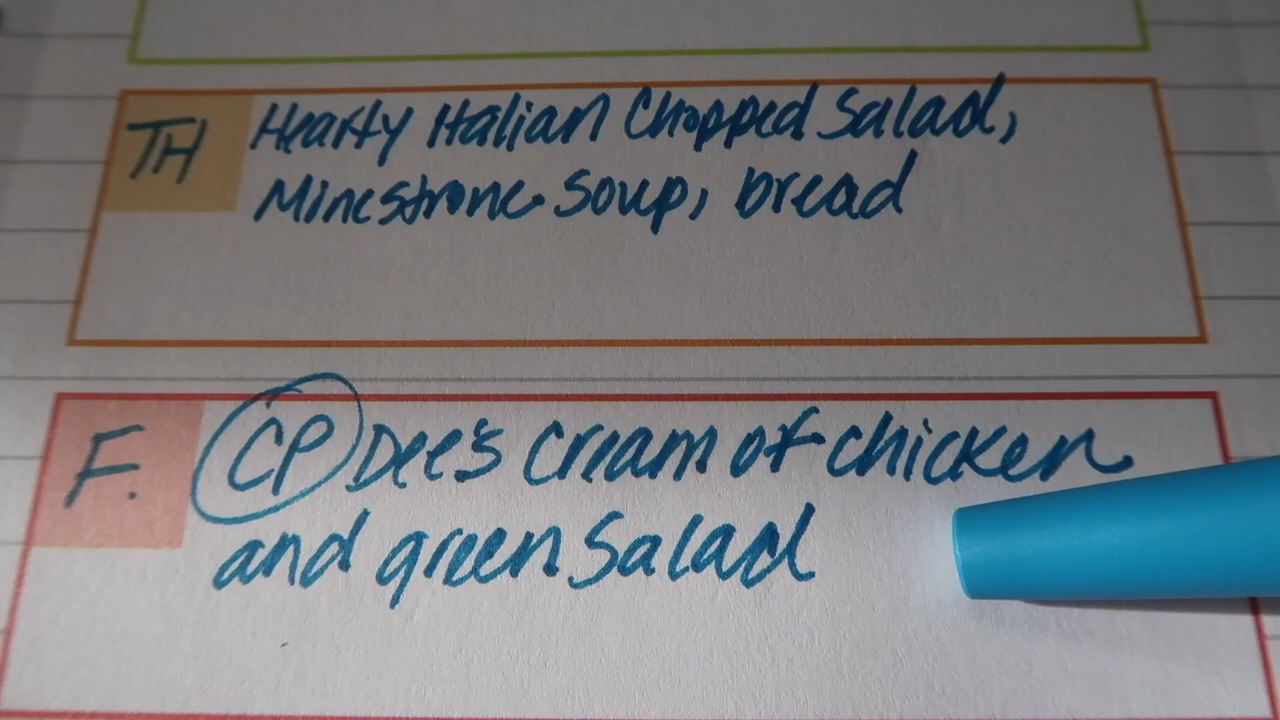 TH Hearty Italian Chopped Salad,
Minestrone Soup, bread
F. CP Dee's Cream of chicken
and green Salad